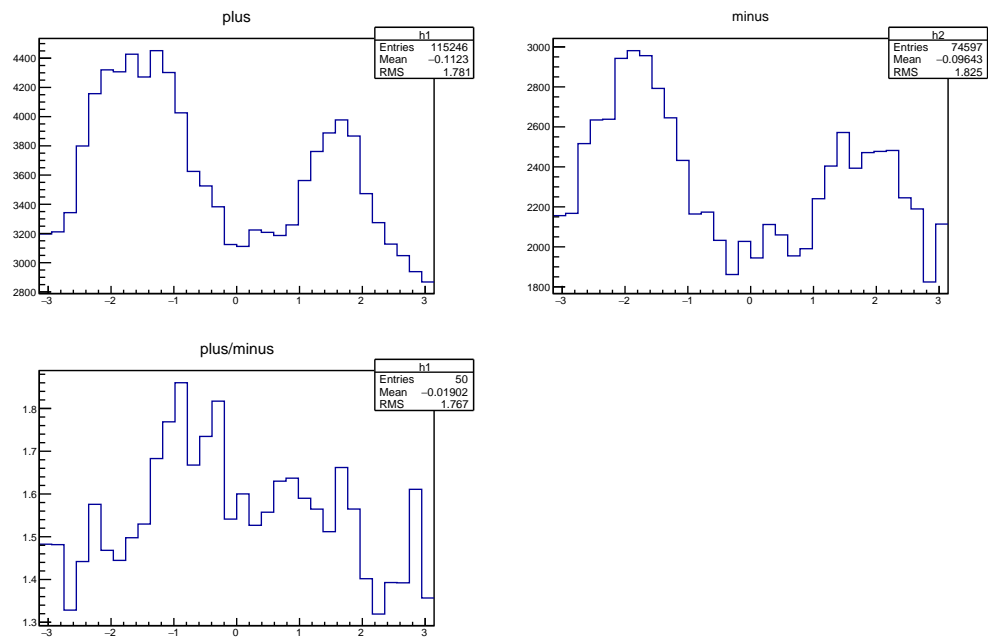 plus
h1
Entries 115246
Mean −0.1123
RMS 1.781
4400
4200
4000
3800
3600
3400
3200
3000
2800
−3 −2 −1 0 1 2 3
minus
h2
Entries 74597
Mean −0.09643
RMS 1.825
3000
2800
2600
2400
2200
2000
1800
−3 −2 −1 0 1 2 3
plus/minus
h1
Entries 50
Mean −0.01902
RMS 1.767
1.8
1.7
1.6
1.5
1.4
1.3
−3 −2 −1 0 1 2 3